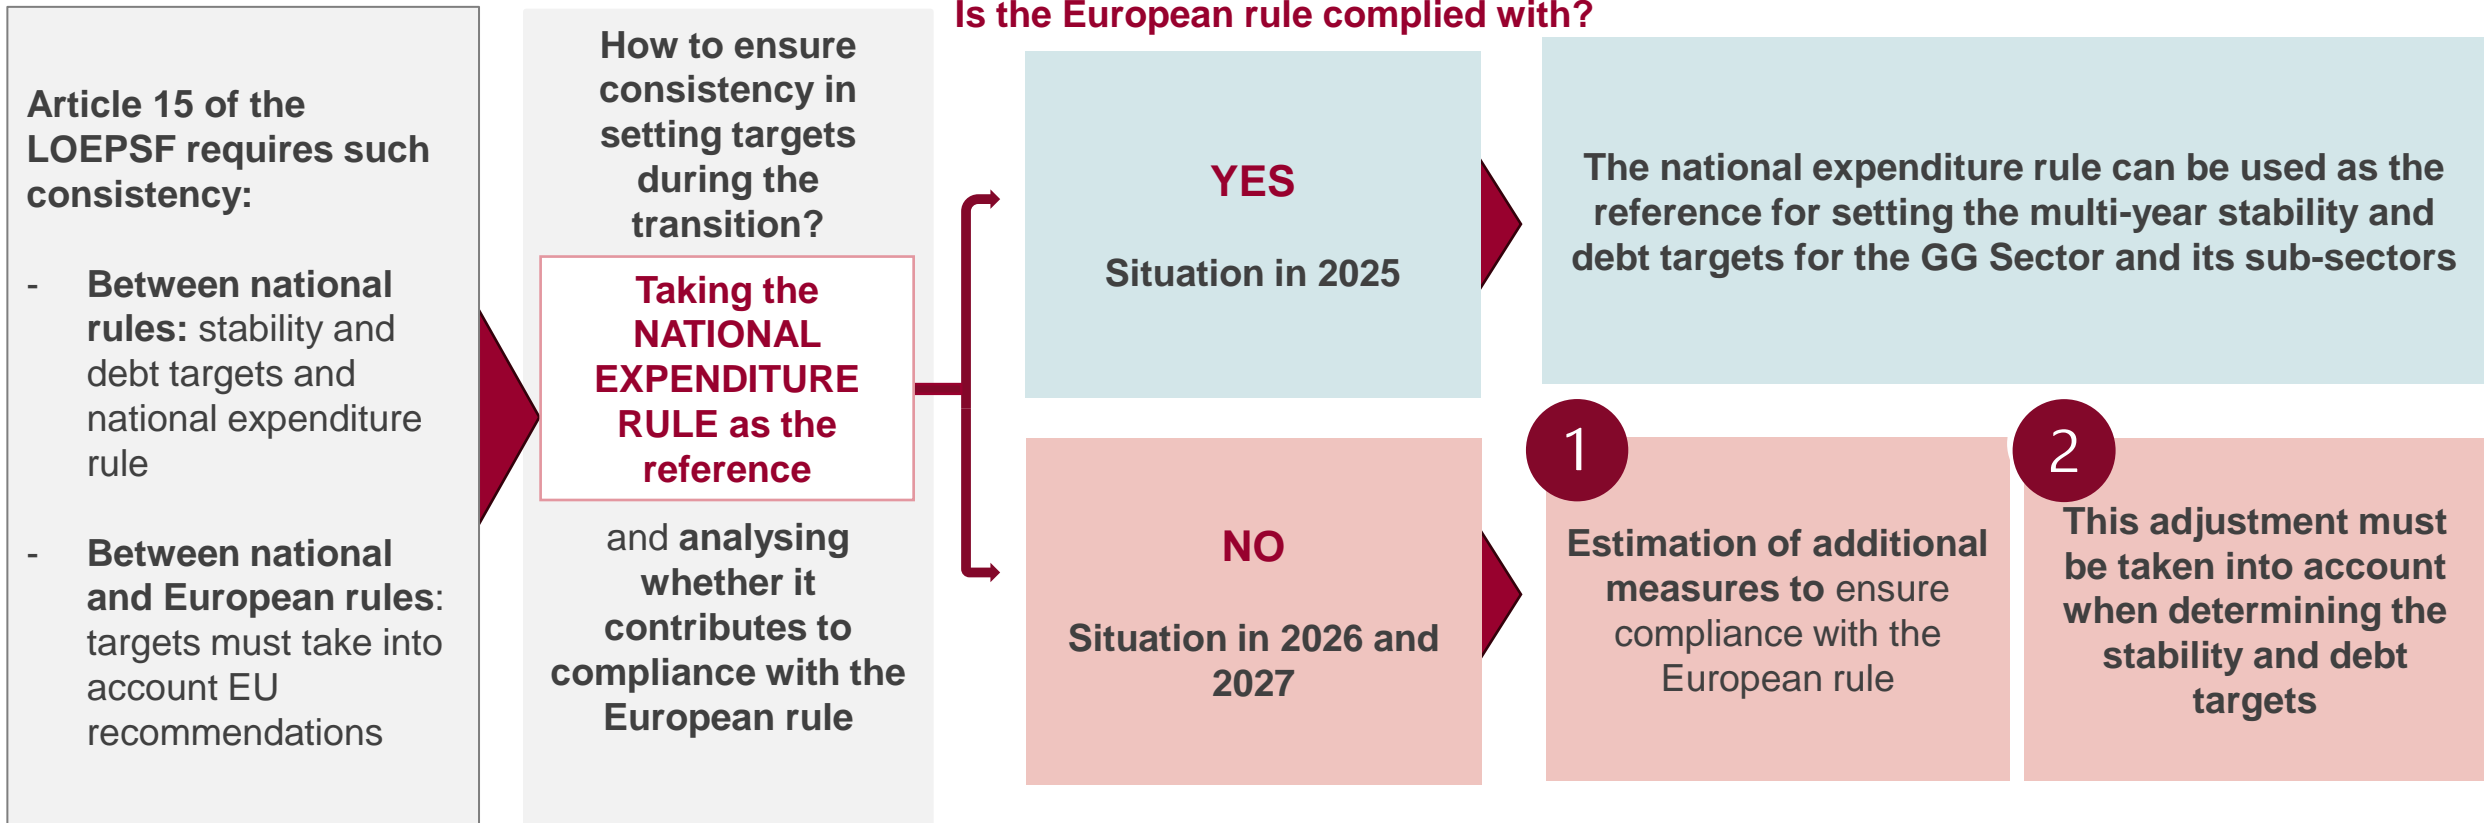 Article 15 of the
LOEPSF requires such
consistency:
- Between national
rules: stability and
debt targets and
national expenditure
rule
- Between national
and European rules:
targets must take into
account EU
recommendations
How to ensure
consistency in
setting targets
during the
transition?
Taking the
NATIONAL
EXPENDITURE
RULE as the
reference
and analysing
whether it
contributes to
compliance with the
European rule
Is the European rule complied with?
YES
Situation in 2025
The national expenditure rule can be used as the
reference for setting the multi-year stability and
debt targets for the GG Sector and its sub-sectors
NO
Situation in 2026 and
2027
1
Estimation of additional
measures to ensure
compliance with the
European rule
2
This adjustment must
be taken into account
when determining the
stability and debt
targets